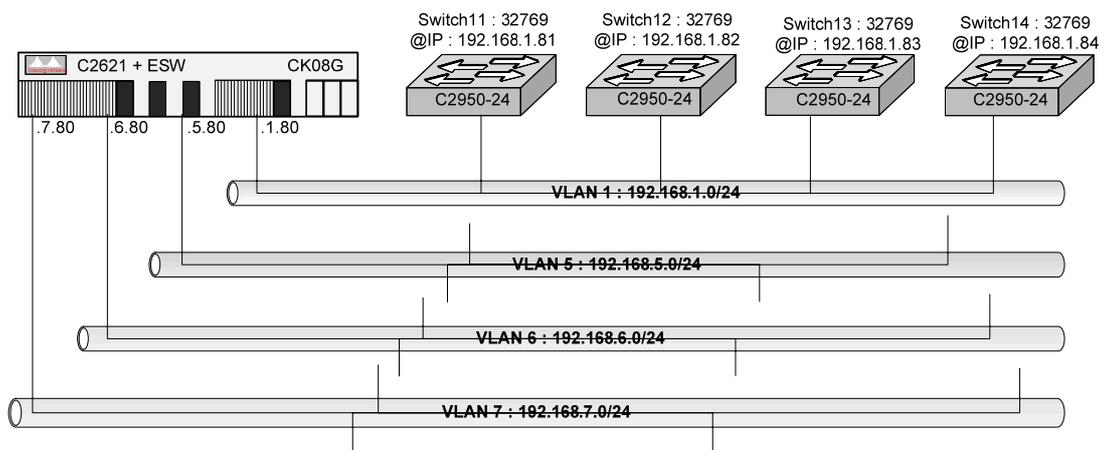 Switch11 : 32769
@IP : 192.168.1.81
Switch12 : 32769
@IP : 192.168.1.82
Switch13 : 32769
@IP : 192.168.1.83
Switch14 : 32769
@IP : 192.168.1.84
C2621 + ESW
CK08G
C2950-24
C2950-24
C2950-24
C2950-24
.7.80
.6.80
.5.80
.1.80
VLAN 1 : 192.168.1.0/24
VLAN 5 : 192.168.5.0/24
VLAN 6 : 192.168.6.0/24
VLAN 7 : 192.168.7.0/24